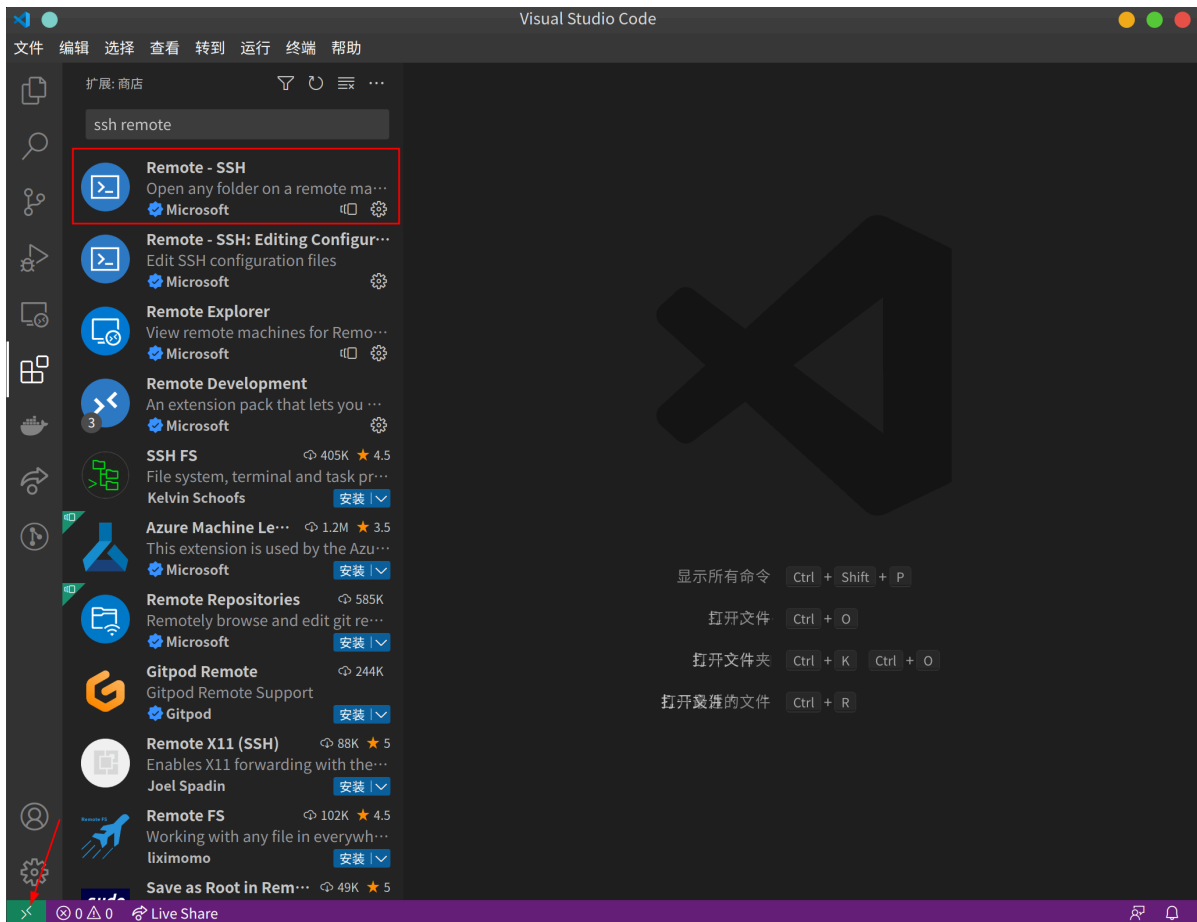 Visual Studio Code
文件 编辑 选择 查看 转到 运行 终端 帮助
扩展: 商店
ssh remote
Remote - SSH
Open any folder on a remote ma···
Microsoft
Remote - SSH: Editing Configur···
Edit SSH configuration files
Microsoft
Remote Explorer
View remote machines for Remo···
Microsoft
Remote Development
An extension pack that lets you ···
3
Microsoft
SSH FS 405K 4.5
File system, terminal and task pr···
Kelvin Schoofs 安装
Azure Machine Le··· 1.2M 3.5
This extension is used by the Azu···
Microsoft 安装
Remote Repositories 585K
Remotely browse and edit git re···
Microsoft 安装
Gitpod Remote 244K
Gitpod Remote Support
Gitpod 安装
Remote X11 (SSH) 88K 5
Enables X11 forwarding with the···
Joel Spadin 安装
Remote FS 102K 4.5
Remote FS
Working with any file in everywh···
liximomo 安装
Save as Root in Rem··· 49K 5
显示所有命令 Ctrl + Shift + P
打开文件 Ctrl + O
打开文件夹 Ctrl + K Ctrl + O
打开最近的文件 Ctrl + R
0 0 Live Share